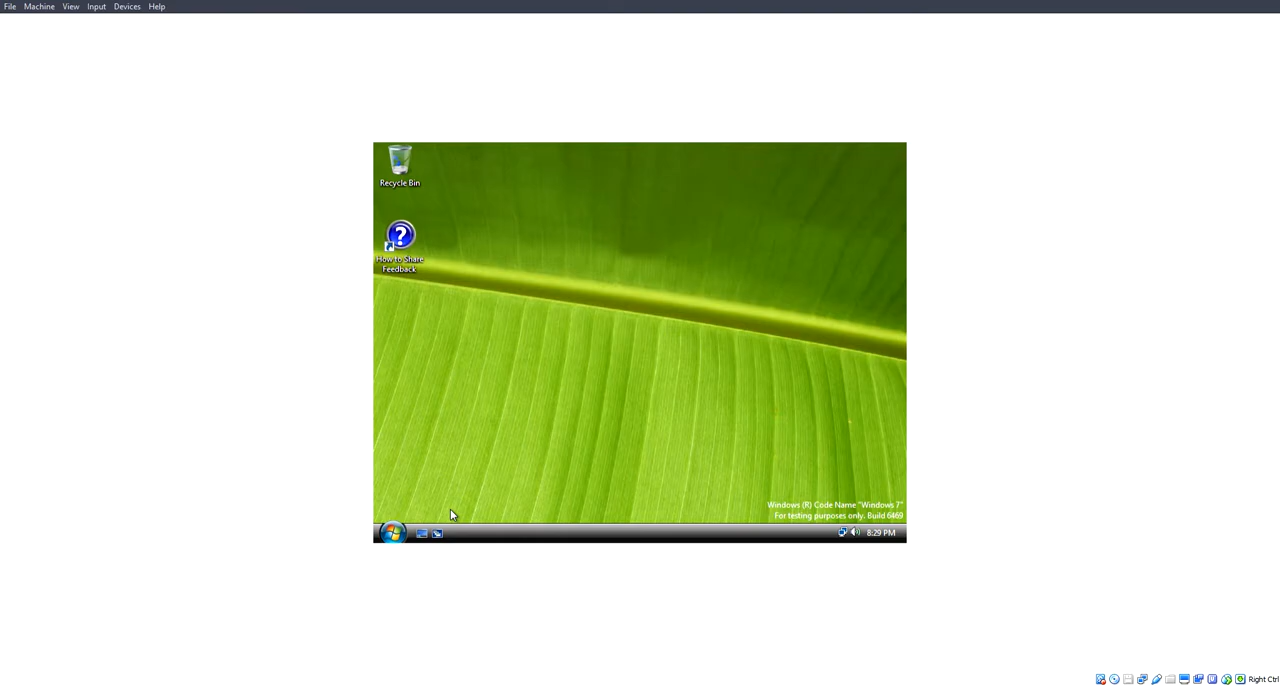 File Machine View Input Devices Help
Recycle Bin
How to Share
Feedback
Windows (R) Code Name "Windows 7"
For testing purposes only. Build 6469
8:29 PM
Right Ctrl